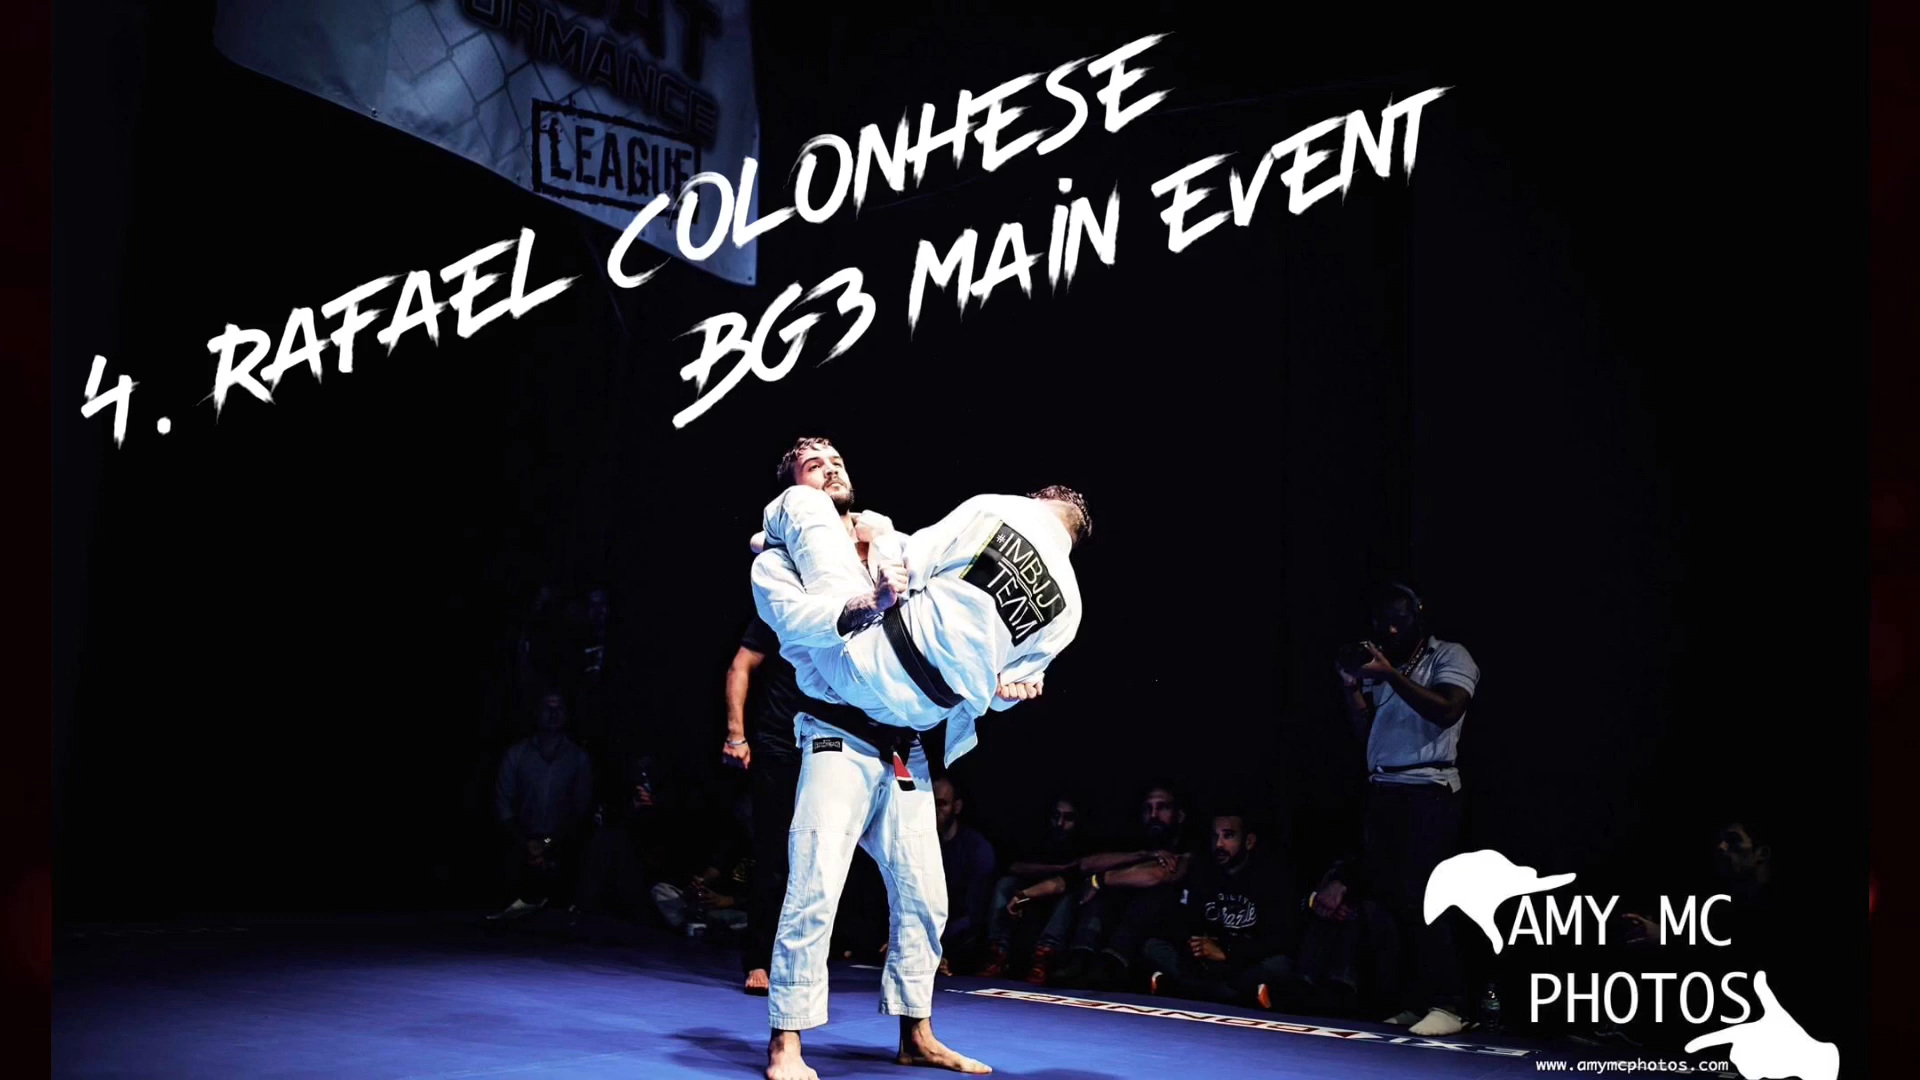 LEAGUE
4. RAFAEL COLONHESE
BG3 MAIN EVENT
#IMBJJ
TEAM
AMY MC
PHOTOS
www.amymcphotos.com